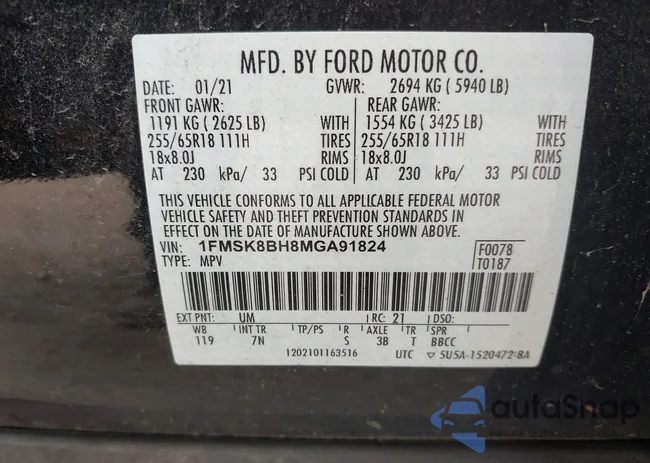 MFD. BY FORD MOTOR CO.
DATE: 01/21 GVWR: 2694 KG ( 5940 LB)
FRONT GAWR: REAR GAWR:
1191 KG ( 2625 LB) WITH 1554 KG ( 3425 LB) WITH
255/65R18 111H TIRES 255/65R18 111H TIRES
18x8.0J RIMS 18x8.0J RIMS
AT 230 kPa/ 33 PSI COLD AT 230 kPa/ 33 PSI COLD
THIS VEHICLE CONFORMS TO ALL APPLICABLE FEDERAL MOTOR
VEHICLE SAFETY AND THEFT PREVENTION STANDARDS IN
EFFECT ON THE DATE OF MANUFACTURE SHOWN ABOVE.
VIN: 1FMSK8BH8MGA91824 F0078
TYPE: MPV T0187
EXT PNT: UM RC: 21 DSO:
WB INT TR TP/PS R AXLE TR SPR
119 7N S 3B T BBCC
1202101163516 UTC ▽ 5U5A-1520472-BA
autoSnap